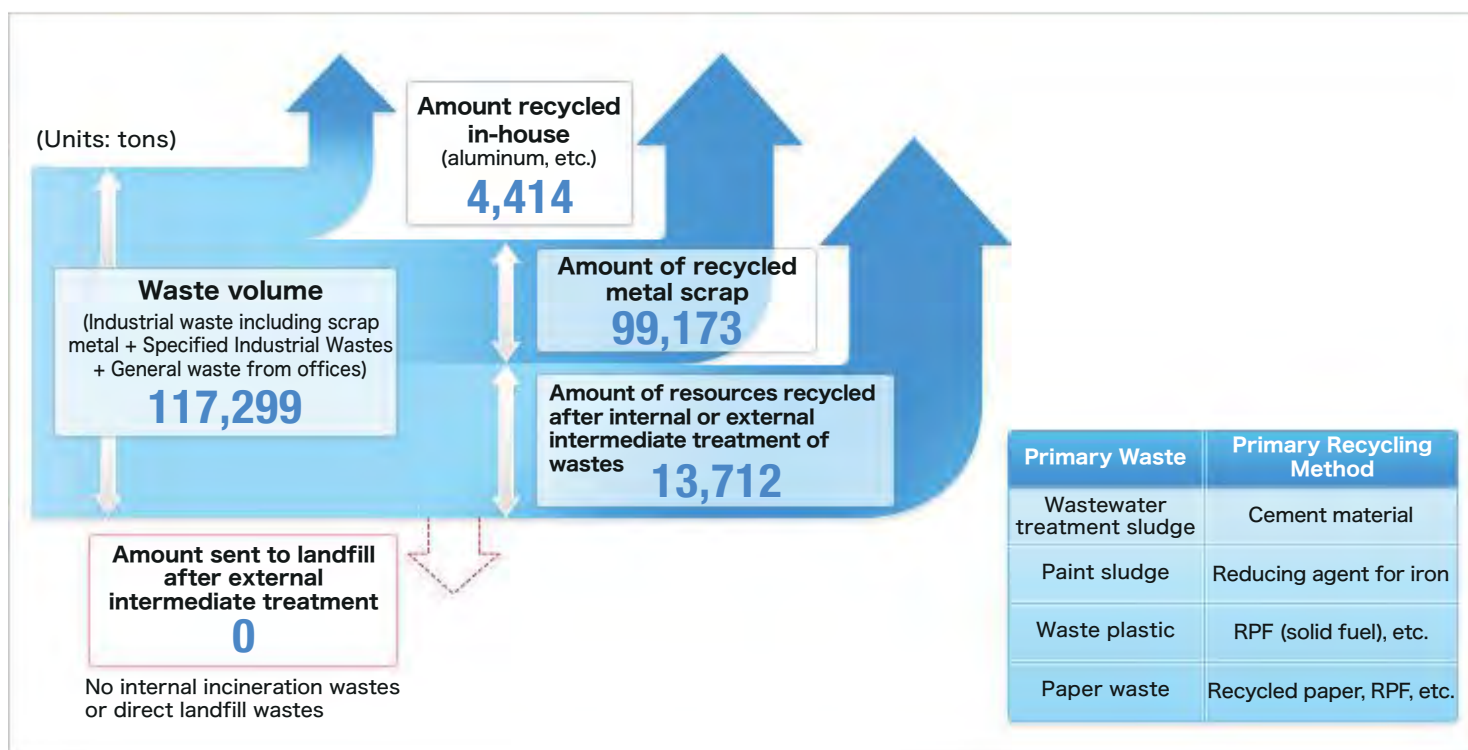 (Units: tons)
Amount recycled
in-house
(aluminum, etc.)
4,414
Waste volume
(Industrial waste including scrap
metal + Specified Industrial Wastes
+ General waste from offices)
117,299
Amount of recycled
metal scrap
99,173
Amount of resources recycled
after internal or external
intermediate treatment of
wastes
13,712
Amount sent to landfill
after external
intermediate treatment
0
No internal incineration wastes
or direct landfill wastes
Primary Waste
Primary Recycling
Method
Wastewater
treatment sludge
Cement material
Paint sludge
Reducing agent for iron
Waste plastic
RPF (solid fuel), etc.
Paper waste
Recycled paper, RPF, etc.